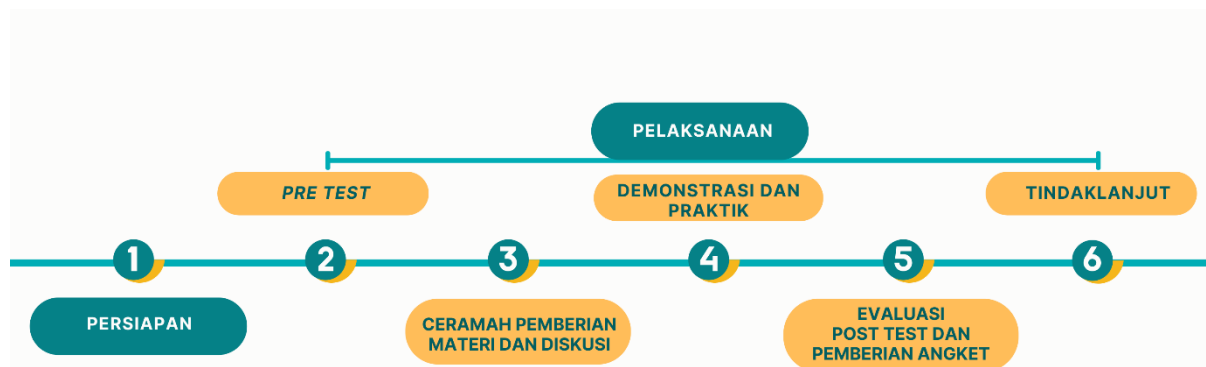 PELAKSANAAN
PRE TEST
DEMONSTRASI DAN
PRAKTIK
TINDAKLANJUT
1 2 3 4 5 6
PERSIAPAN
CERAMAH PEMBERIAN
MATERI DAN DISKUSI
EVALUASI
POST TEST DAN
PEMBERIAN ANGKET